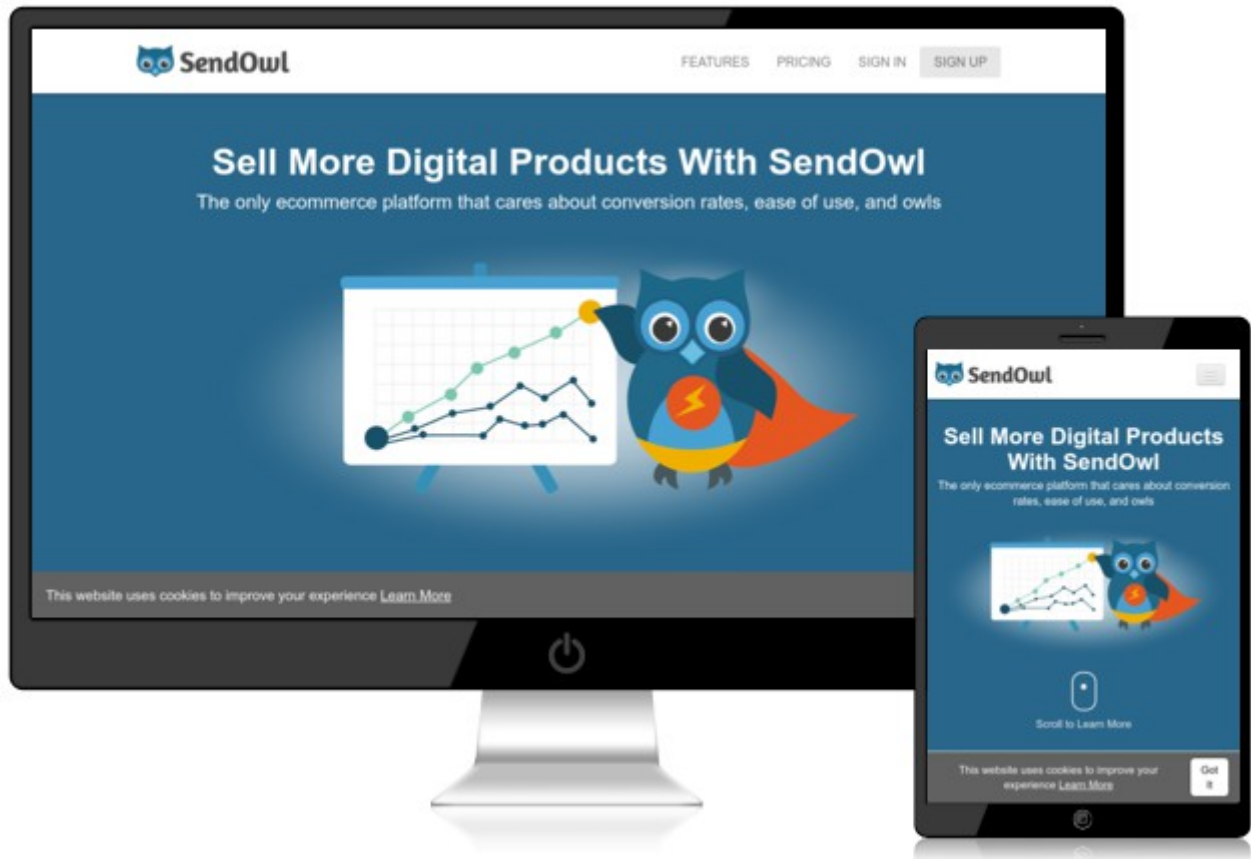 SendOwl
FEATURES PRICING SIGN IN SIGN UP
Sell More Digital Products With SendOwl
The only ecommerce platform that cares about conversion rates, ease of use, and owls
This website uses cookies to improve your experience Learn More
SendOwl
Sell More Digital Products
With SendOwl
The only ecommerce platform that cares about conversion
rates, ease of use, and owls
Scroll to Learn More
This website uses cookies to improve your
experience Learn More
Got
it